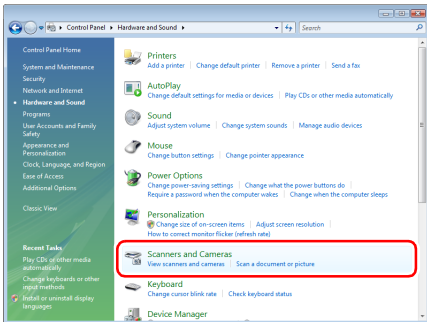 Control Panel ▸ Hardware and Sound ▸
Search
Control Panel Home
System and Maintenance
Security
Network and Internet
Hardware and Sound
Programs
User Accounts and Family
Safety
Appearance and
Personalization
Clock, Language, and Region
Ease of Access
Additional Options
Classic View
Recent Tasks
Play CDs or other media
automatically
Change keyboards or other
input methods
Install or uninstall display
languages
Printers
Add a printer | Change default printer | Remove a printer | Send a fax
AutoPlay
Change default settings for media or devices | Play CDs or other media automatically
Sound
Adjust system volume | Change system sounds | Manage audio devices
Mouse
Change button settings | Change pointer appearance
Power Options
Change power-saving settings | Change what the power buttons do |
Require a password when the computer wakes | Change when the computer sleeps
Personalization
Change size of on-screen items | Adjust screen resolution |
How to correct monitor flicker (refresh rate)
Scanners and Cameras
View scanners and cameras | Scan a document or picture
Keyboard
Change cursor blink rate | Check keyboard status
Device Manager